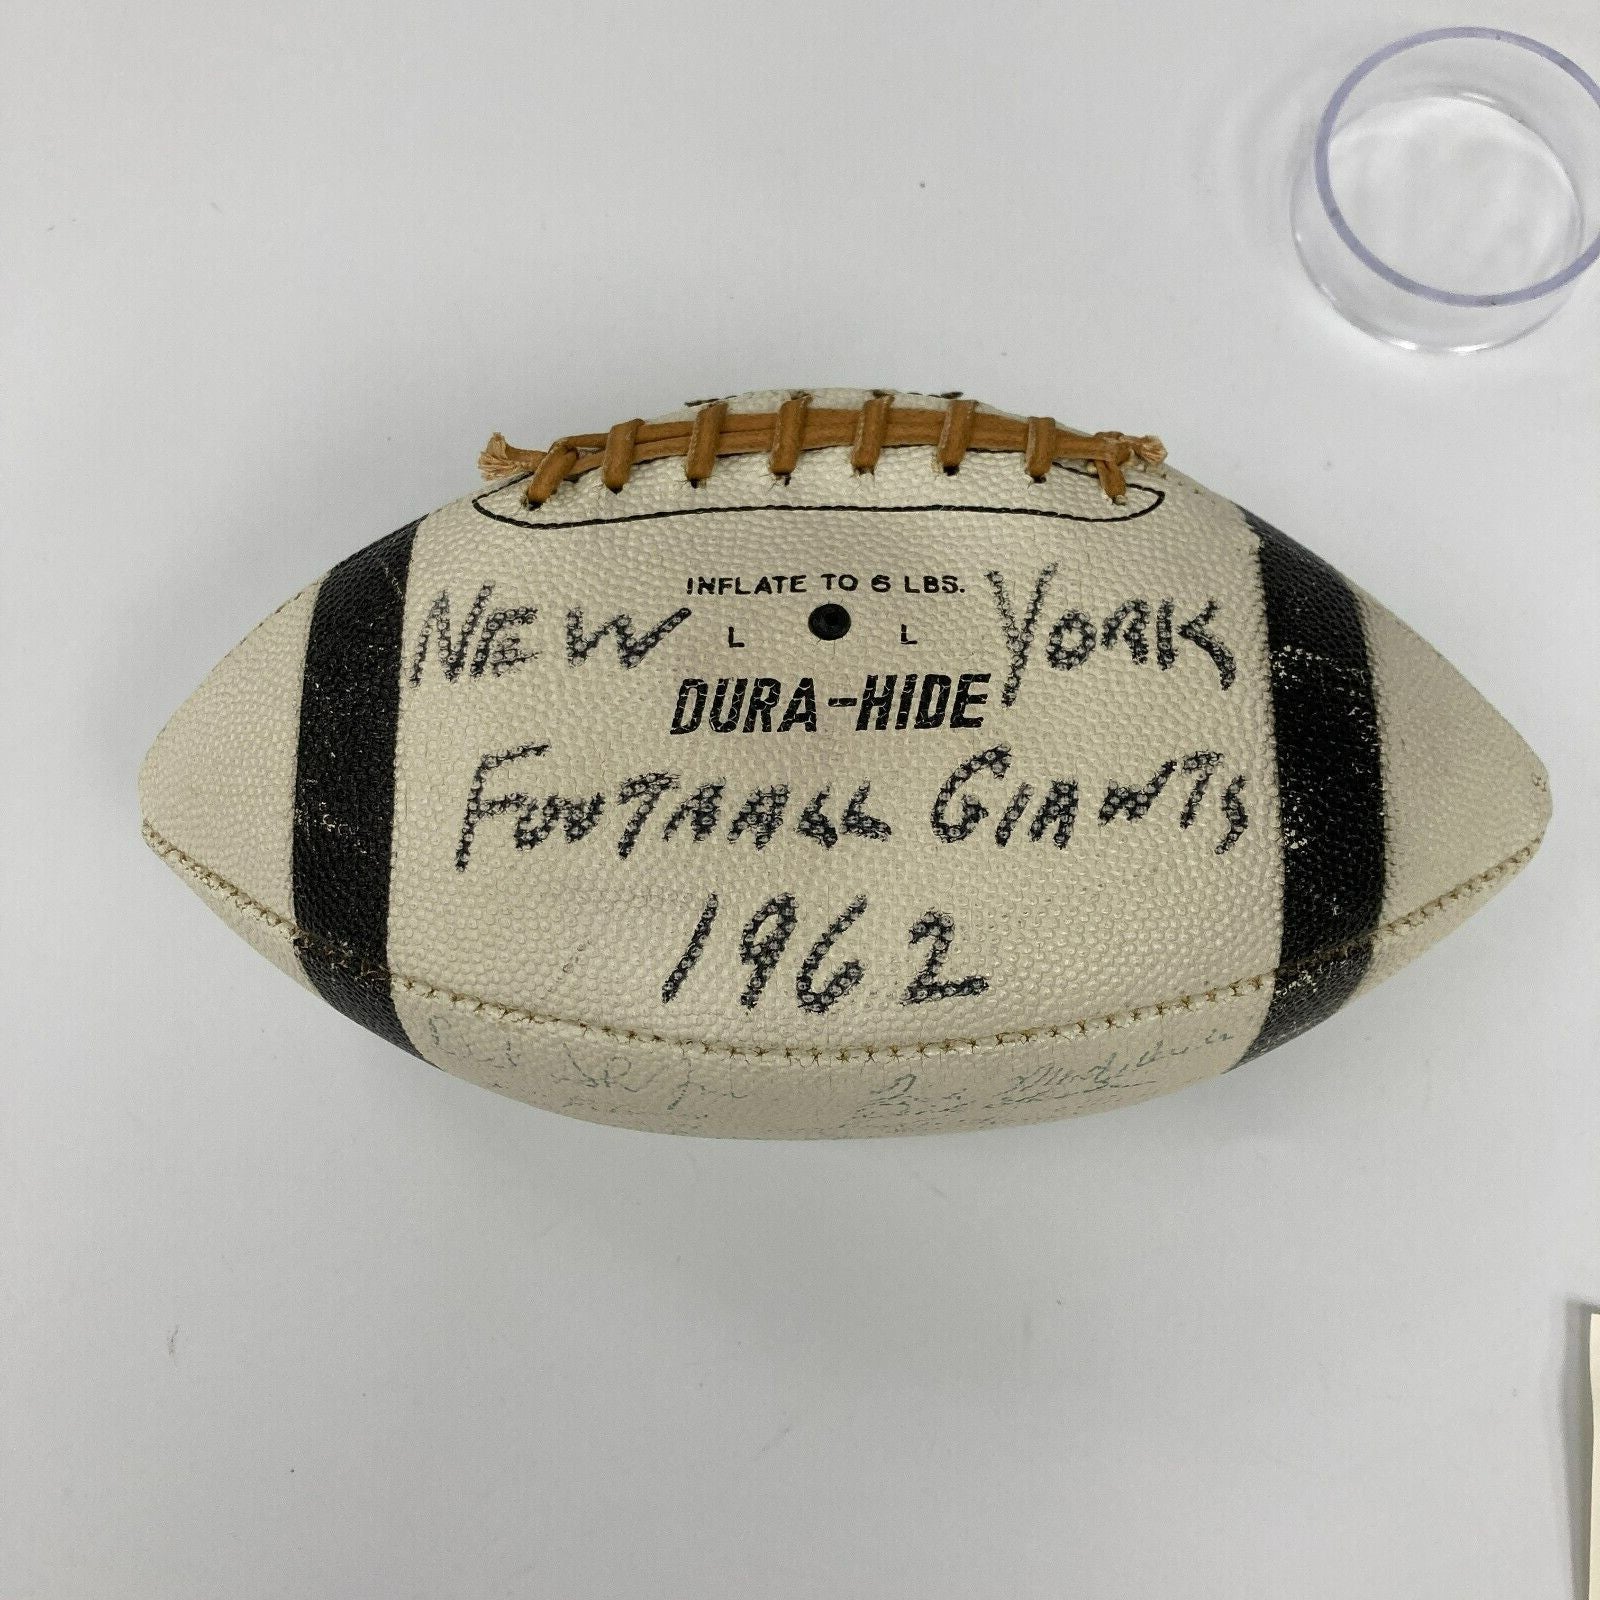 INFLATE TO 6 LBS.
NEW YORK
L L
DURA-HIDE
FOOTBALL GIANTS
1962